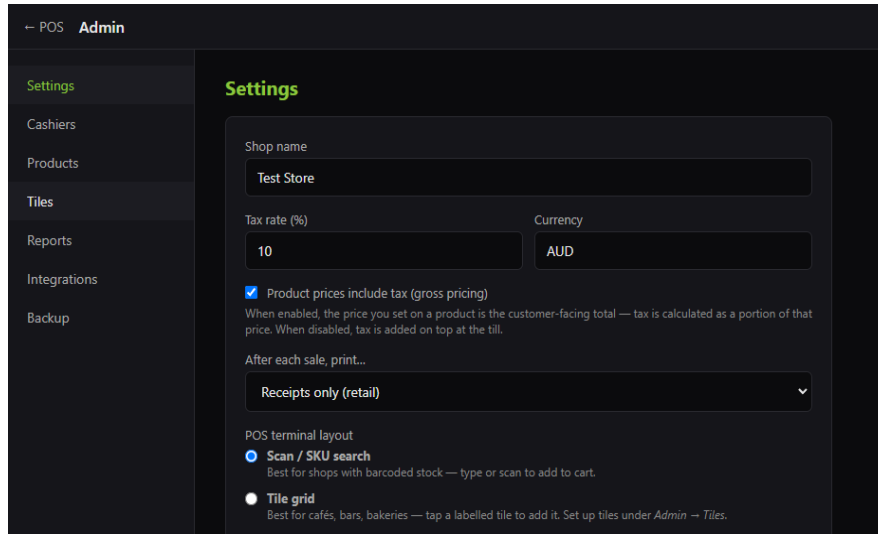 ← POS Admin
Settings
Cashiers
Products
Tiles
Reports
Integrations
Backup
Settings
Shop name
Test Store
Tax rate (%) Currency
10 AUD
Product prices include tax (gross pricing)
When enabled, the price you set on a product is the customer-facing total — tax is calculated as a portion of that
price. When disabled, tax is added on top at the till.
After each sale, print...
Receipts only (retail)
POS terminal layout
Scan / SKU search
Best for shops with barcoded stock — type or scan to add to cart.
Tile grid
Best for cafés, bars, bakeries — tap a labelled tile to add it. Set up tiles under Admin → Tiles.